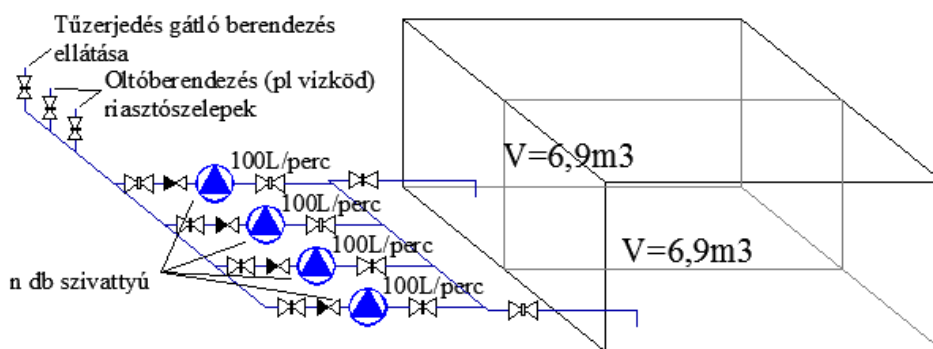 Tűzerjedés gátló berendezés
ellátása
Oltóberendezés (pl vízköd)
riasztószelepek
100L/perc
V=6,9m3
100L/perc
100L/perc
V=6,9m3
n db szivattyú
100L/perc